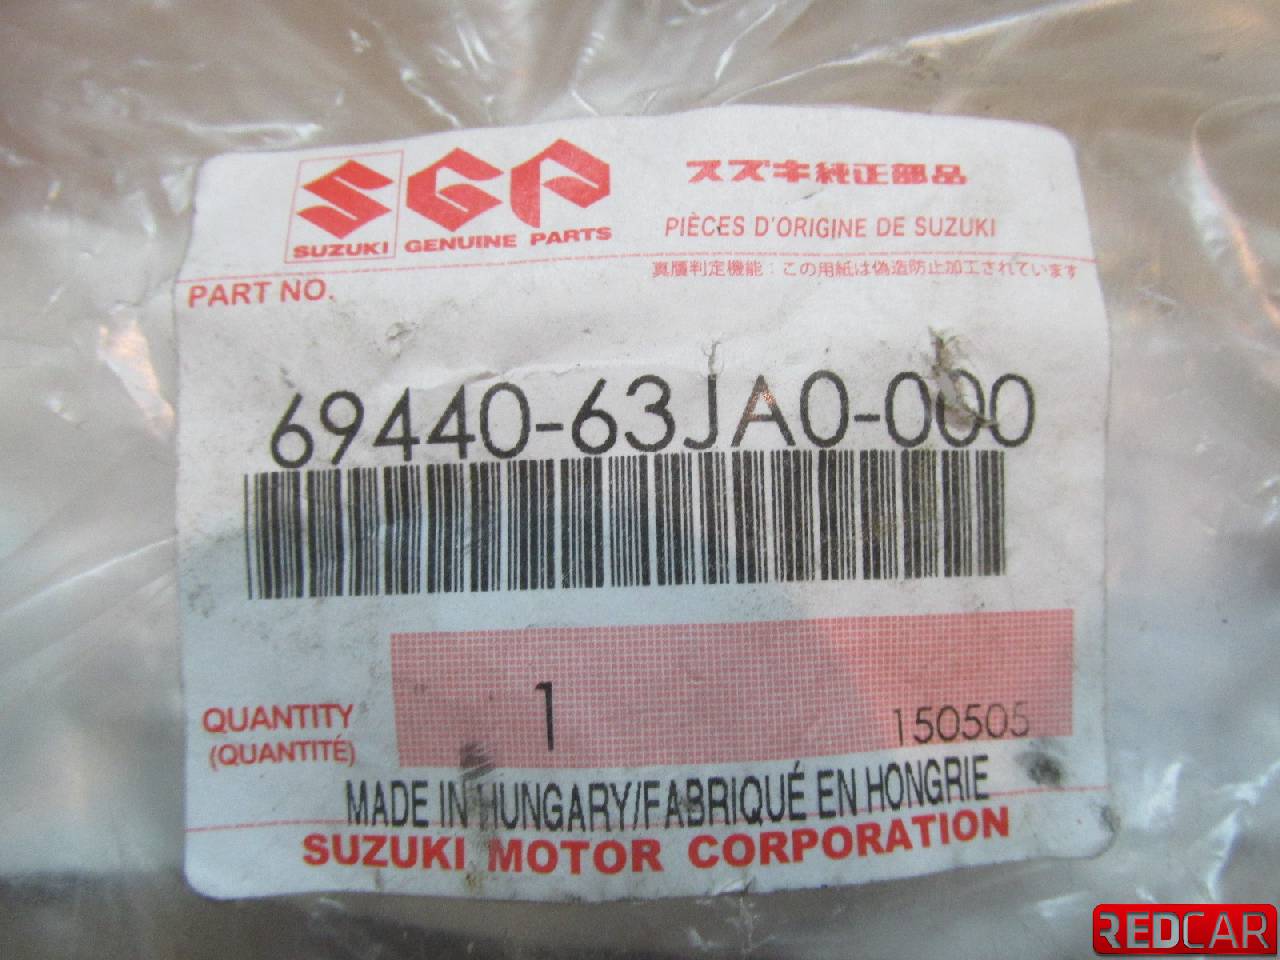 SGP
スズキ純正部品
SUZUKI GENUINE PARTS
PIÈCES D'ORIGINE DE SUZUKI
真贋判定機能：この用紙は偽造防止加工されています
PART NO.
69440-63JA0-000
QUANTITY 1 150505
(QUANTITÉ)
MADE IN HUNGARY/FABRIQUÉ EN HONGRIE
SUZUKI MOTOR CORPORATION
REDCAR